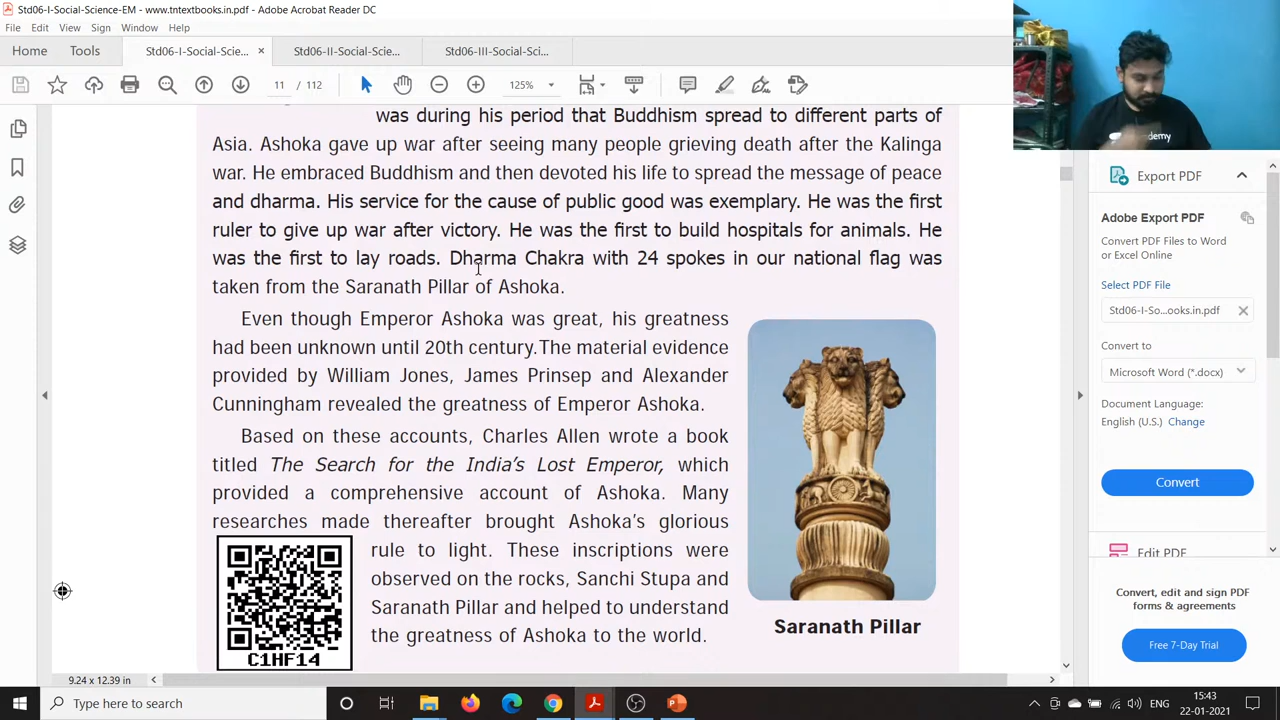 Std06-I-Social-Science-EM - www.tntextbooks.in.pdf - Adobe Acrobat Reader DC
File Edit View Sign Window Help
Home Tools Std06-I-Social-Scie... × Std06-II-Social-Scie... Std06-III-Social-Sci...
11 / 112 125%
was during his period that Buddhism spread to different parts of
Asia. Ashoka gave up war after seeing many people grieving death after the Kalinga
war. He embraced Buddhism and then devoted his life to spread the message of peace
and dharma. His service for the cause of public good was exemplary. He was the first
ruler to give up war after victory. He was the first to build hospitals for animals. He
was the first to lay roads. Dharma Chakra with 24 spokes in our national flag was
taken from the Saranath Pillar of Ashoka.
Even though Emperor Ashoka was great, his greatness
had been unknown until 20th century.The material evidence
provided by William Jones, James Prinsep and Alexander
Cunningham revealed the greatness of Emperor Ashoka.
Based on these accounts, Charles Allen wrote a book
titled The Search for the India's Lost Emperor, which
provided a comprehensive account of Ashoka. Many
researches made thereafter brought Ashoka's glorious
rule to light. These inscriptions were
observed on the rocks, Sanchi Stupa and
Saranath Pillar and helped to understand
the greatness of Ashoka to the world.
C1HF14
Saranath Pillar
Export PDF
Adobe Export PDF
Convert PDF Files to Word
or Excel Online
Select PDF File
Std06-I-So...ooks.in.pdf
Convert to
Microsoft Word (*.docx)
Document Language:
English (U.S.) Change
Convert
Edit PDF
Convert, edit and sign PDF
forms & agreements
Free 7-Day Trial
9.24 x 12.39 in
Type here to search
ENG
15:43
22-01-2021